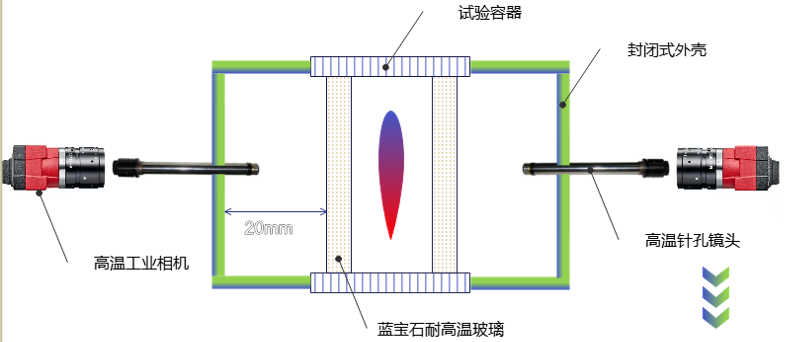 试验容器
封闭式外壳
20mm
高温针孔镜头
高温工业相机
蓝宝石耐高温玻璃